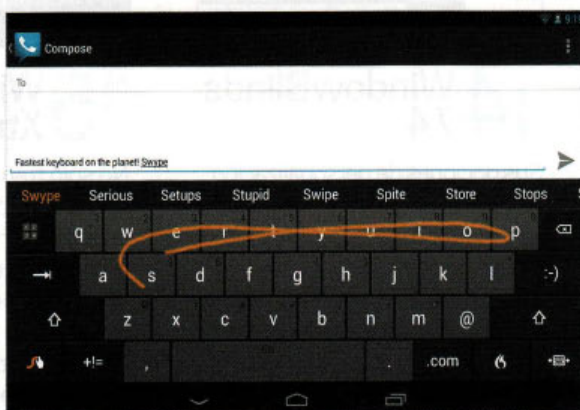 Compose
To
Fastest keyboard on the planet! Swype
Swype Serious Setups Stupid Swipe Spite Store Stops
q w e r t y u i o p
a s d f g h j k l :-)
z x c v b n m @
+!= , . .com